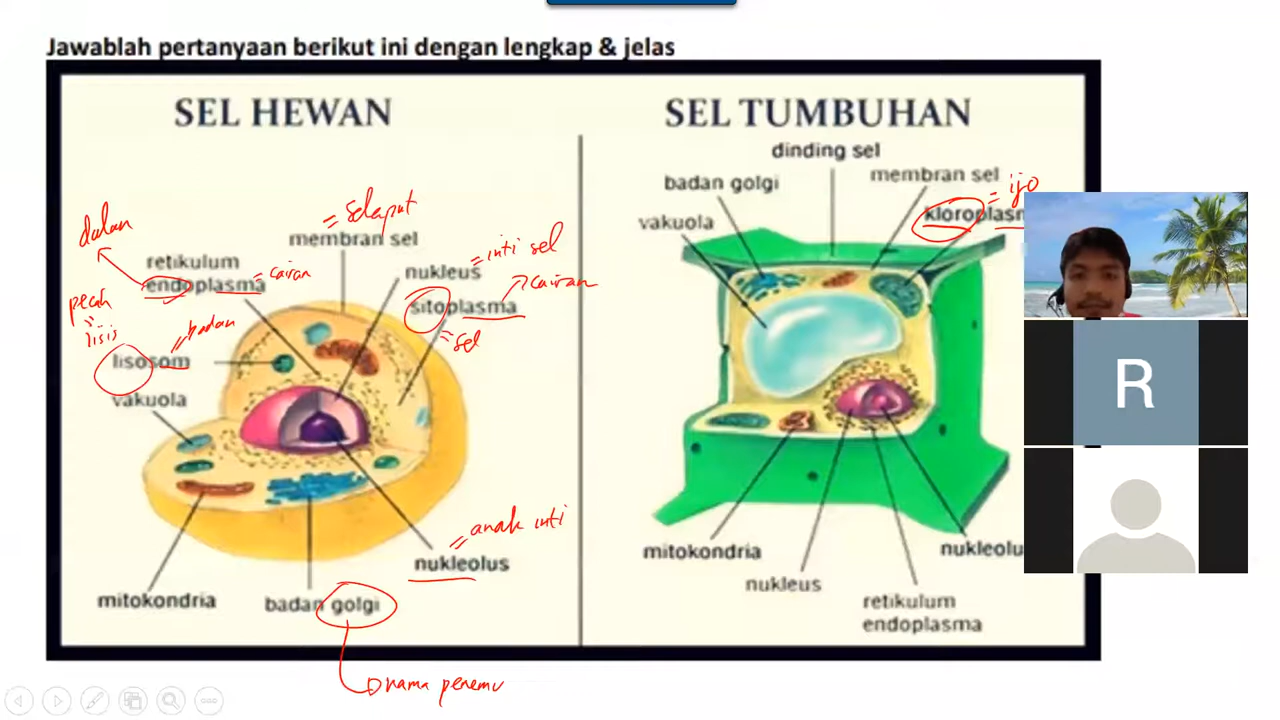 Jawablah pertanyaan berikut ini dengan lengkap & jelas
SEL HEWAN
dalan
= selaput
membran sel
retikulum
endoplasma
= cairan
nukleus
= inti sel
sitoplasma
cairan
= sel
pecah
lisis
= badan
lisosom
vakuola
= anak inti
nukleolus
mitokondria
badan golgi
nama penemu
SEL TUMBUHAN
dinding sel
badan golgi
membran sel
= ijo
vakuola
kloroplasm
R
mitokondria
nukleolu
nukleus
retikulum
endoplasma